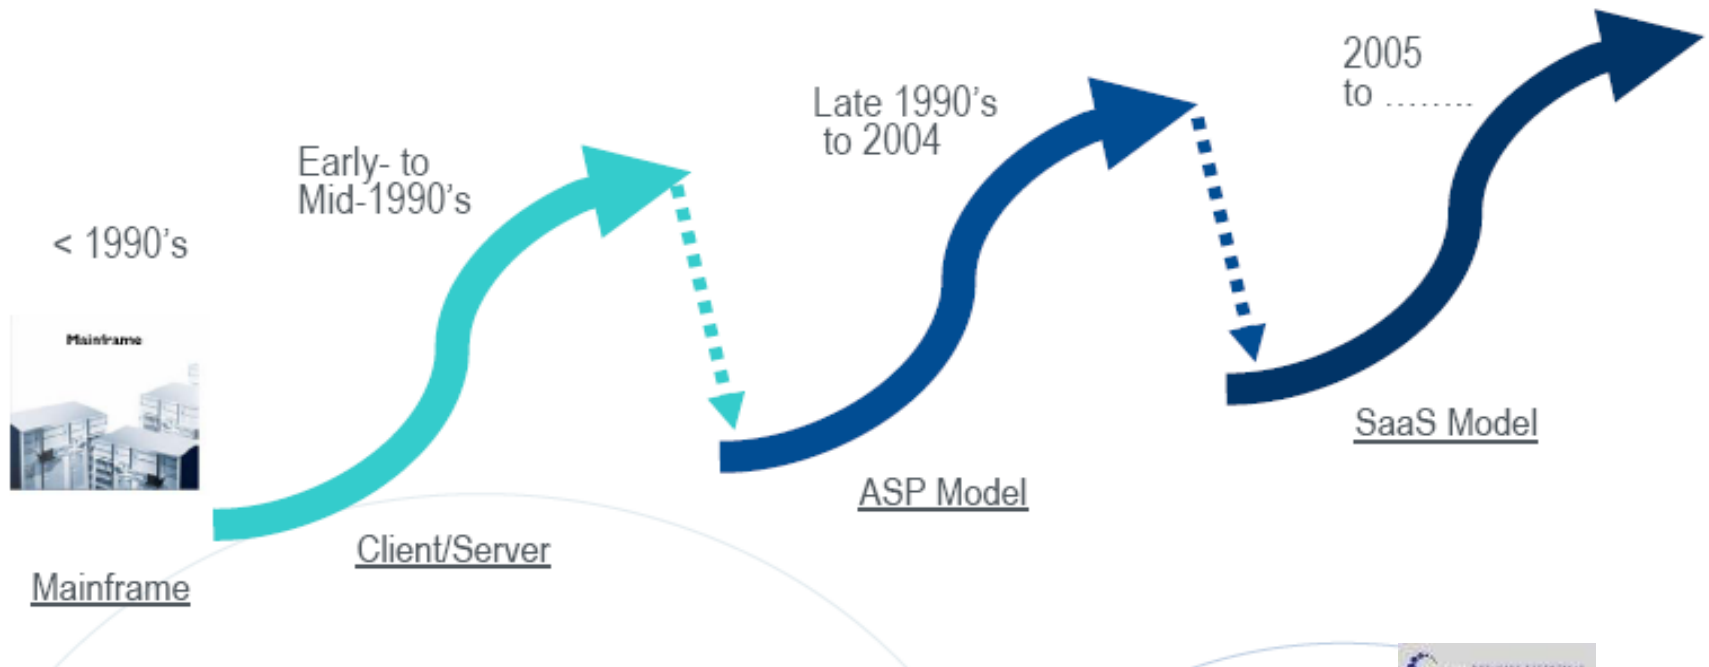 < 1990's
Mainframe
Mainframe
Early- to
Mid-1990's
Client/Server
Late 1990's
to 2004
ASP Model
2005
to ........
SaaS Model